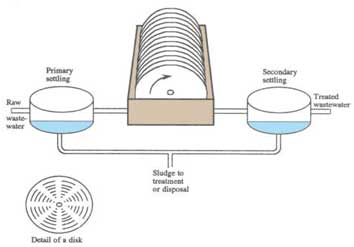 Primary
settling
Secondary
settling
Raw
waste-
water
Treated
wastewater
Sludge to
treatment
or disposal
Detail of a disk